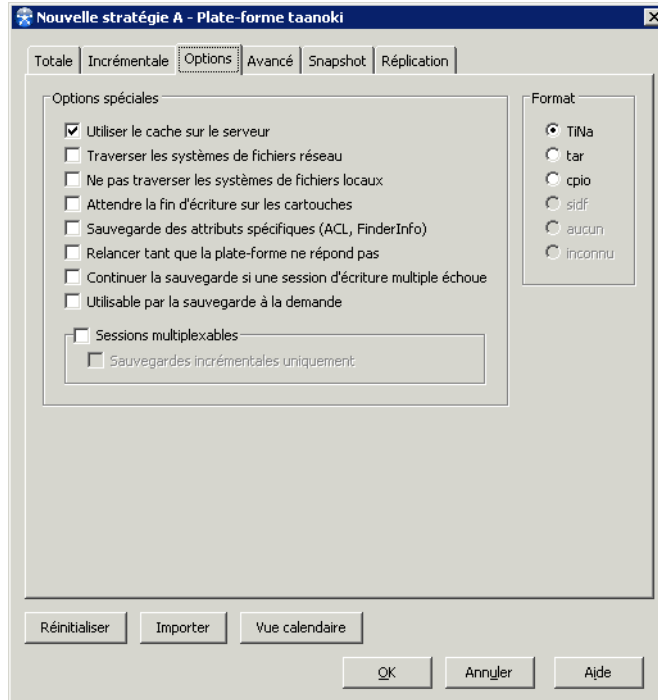 Nouvelle stratégie A - Plate-forme taanoki
Totale Incrémentale Options Avancé Snapshot Réplication
Options spéciales
Utiliser le cache sur le serveur
Traverser les systèmes de fichiers réseau
Ne pas traverser les systèmes de fichiers locaux
Attendre la fin d'écriture sur les cartouches
Sauvegarde des attributs spécifiques (ACL, FinderInfo)
Relancer tant que la plate-forme ne répond pas
Continuer la sauvegarde si une session d'écriture multiple échoue
Utilisable par la sauvegarde à la demande
Sessions multiplexables
Sauvegardes incrémentales uniquement
Format
TiNa
tar
cpio
sidf
aucun
inconnu
Réinitialiser Importer Vue calendaire
OK Annuler Aide